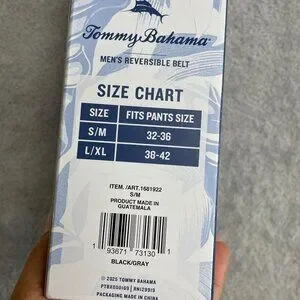 Tommy Bahama
MEN'S REVERSIBLE BELT
SIZE CHART
SIZE FITS PANTS SIZE
S/M 32-36
L/XL 38-42
ITEM. /ART.1681922
S/M
PRODUCT MADE IN
GUATEMALA
1 93671 73130 1
BLACK/GRAY
© 2025 TOMMY BAHAMA
PACKAGING MADE IN CHINA